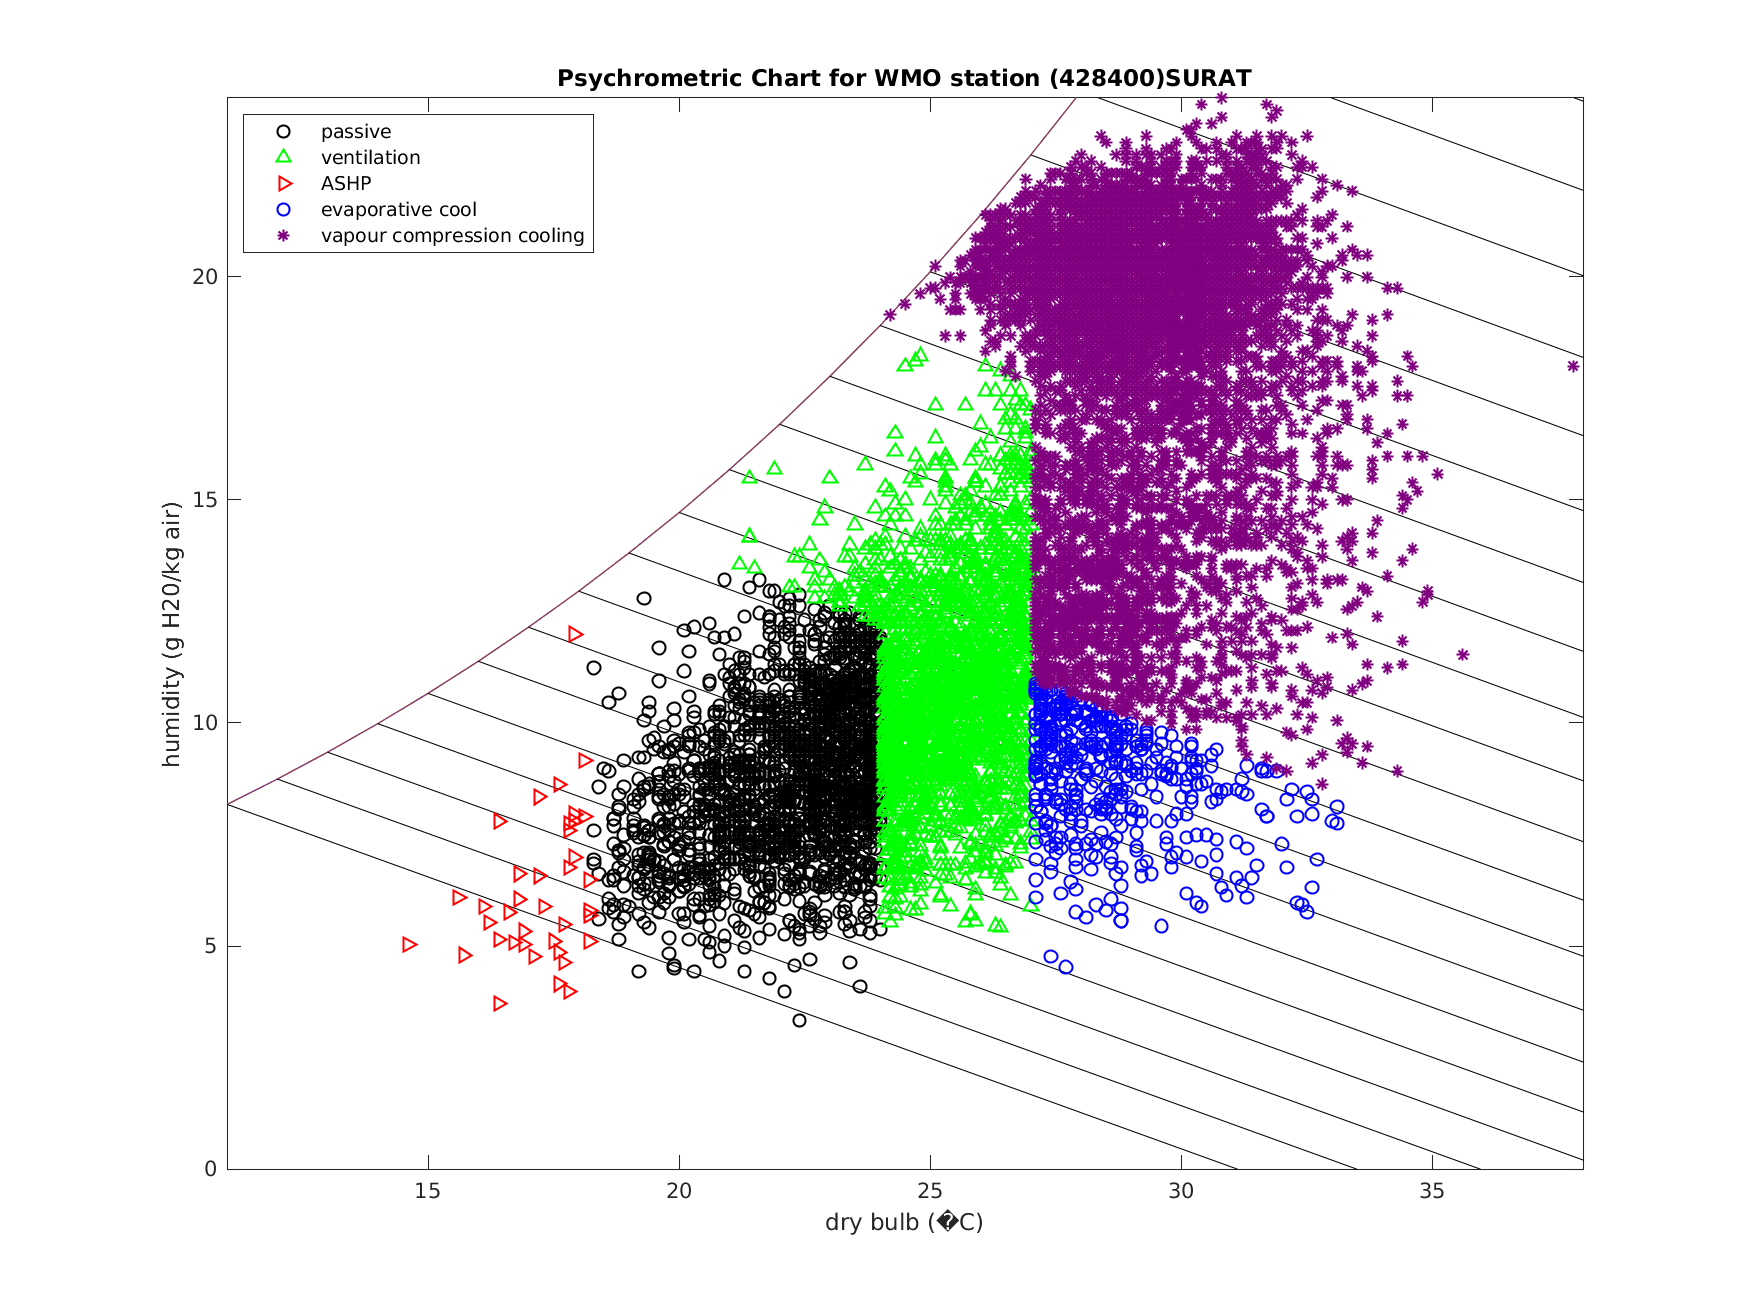 Psychrometric Chart for WMO station (428400)SURAT
passive
ventilation
ASHP
evaporative cool
vapour compression cooling
humidity (g H20/kg air)
20
15
10
5
0
15 20 25 30 35
dry bulb (�C)